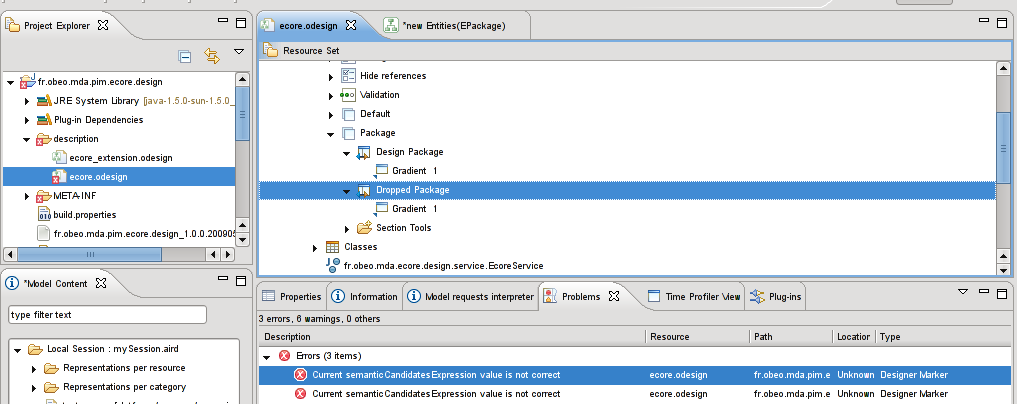 Project Explorer
fr.obeo.mda.pim.ecore.design
JRE System Library [java-1.5.0-sun-1.5.0_
Plug-in Dependencies
description
ecore_extension.odesign
ecore.odesign
META-INF
build.properties
fr.obeo.mda.pim.ecore.design_1.0.0.200905
*Model Content
type filter text
Local Session : mySession.aird
Representations per resource
Representations per category
ecore.odesign
*new Entities(EPackage)
Resource Set
Hide references
Validation
Default
Package
Design Package
Gradient 1
Dropped Package
Gradient 1
Section Tools
Classes
fr.obeo.mda.ecore.design.service.EcoreService
Properties
Information
Model requests interpreter
Problems
Time Profiler View
Plug-ins
3 errors, 6 warnings, 0 others
Description Resource Path Location Type
Errors (3 items)
Current semanticCandidatesExpression value is not correct ecore.odesign fr.obeo.mda.pim.e Unknown Designer Marker
Current semanticCandidatesExpression value is not correct ecore.odesign fr.obeo.mda.pim.e Unknown Designer Marker